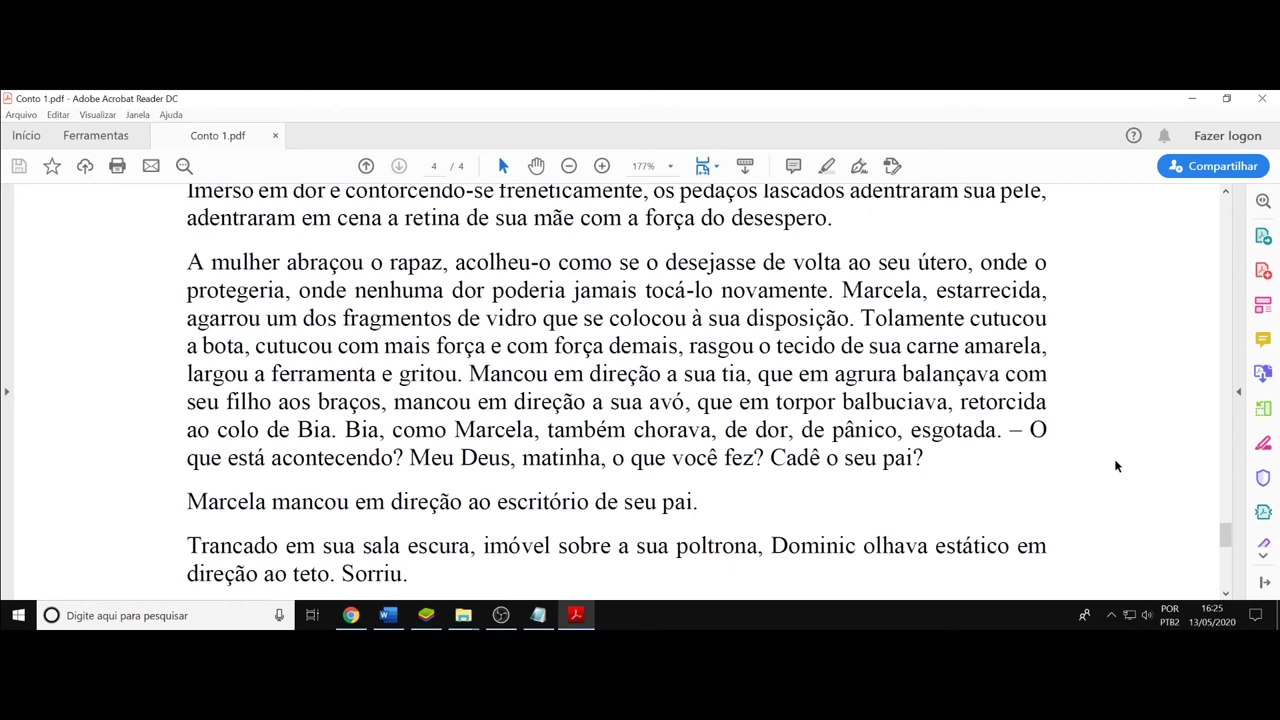 Conto 1.pdf - Adobe Acrobat Reader DC
Arquivo Editar Visualizar Janela Ajuda
Início Ferramentas Conto 1.pdf × Fazer logon
4 / 4 177% Compartilhar
Imerso em dor e contorcendo-se freneticamente, os pedaços lascados adentraram sua pele,
adentraram em cena a retina de sua mãe com a força do desespero.
A mulher abraçou o rapaz, acolheu-o como se o desejasse de volta ao seu útero, onde o
protegeria, onde nenhuma dor poderia jamais tocá-lo novamente. Marcela, estarrecida,
agarrou um dos fragmentos de vidro que se colocou à sua disposição. Tolamente cutucou
a bota, cutucou com mais força e com força demais, rasgou o tecido de sua carne amarela,
largou a ferramenta e gritou. Mancou em direção a sua tia, que em agrura balançava com
seu filho aos braços, mancou em direção a sua avó, que em torpor balbuciava, retorcida
ao colo de Bia. Bia, como Marcela, também chorava, de dor, de pânico, esgotada. – O
que está acontecendo? Meu Deus, matinha, o que você fez? Cadê o seu pai?
Marcela mancou em direção ao escritório de seu pai.
Trancado em sua sala escura, imóvel sobre a sua poltrona, Dominic olhava estático em
direção ao teto. Sorriu.
Digite aqui para pesquisar
POR 16:25
PTB2 13/05/2020